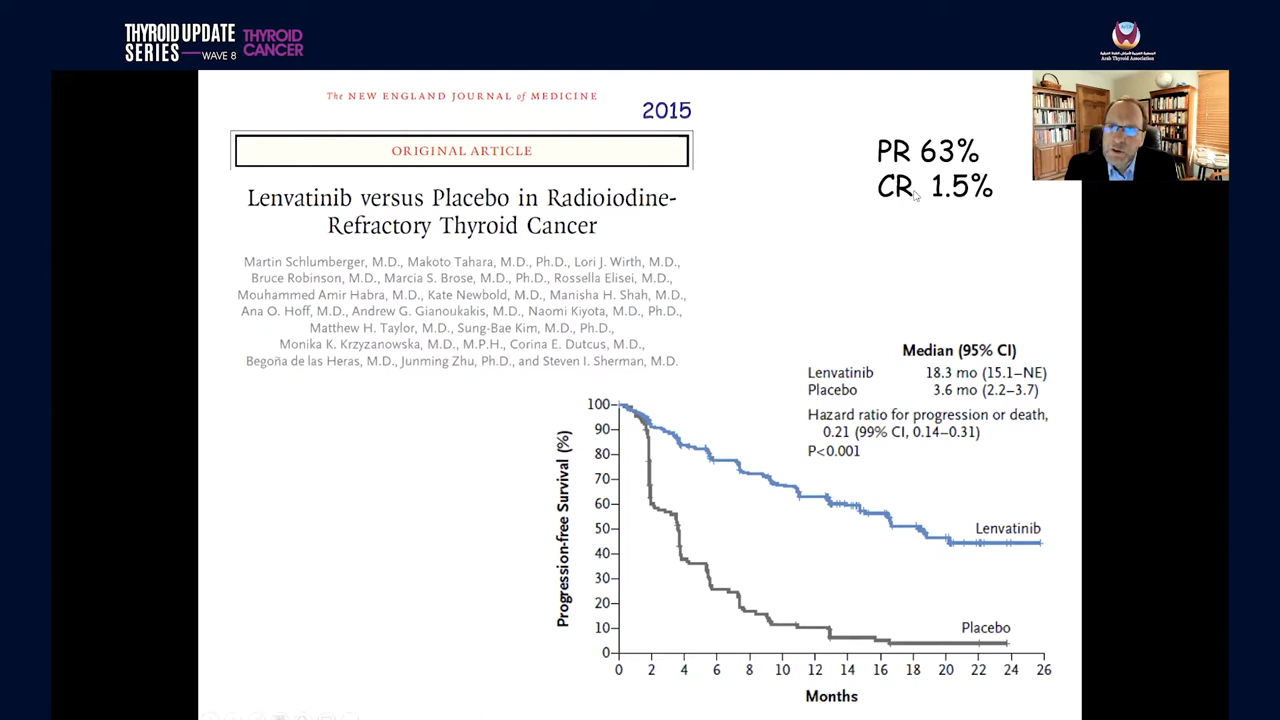 THYROID UPDATE
SERIES — WAVE 8
THYROID
CANCER
Arab Thyroid Association
The NEW ENGLAND JOURNAL of MEDICINE
2015
ORIGINAL ARTICLE
PR 63%
CR 1.5%
Lenvatinib versus Placebo in Radioiodine-
Refractory Thyroid Cancer
Martin Schlumberger, M.D., Makoto Tahara, M.D., Ph.D., Lori J. Wirth, M.D.,
Bruce Robinson, M.D., Marcia S. Brose, M.D., Ph.D., Rossella Elisei, M.D.,
Mouhammed Amir Habra, M.D., Kate Newbold, M.D., Manisha H. Shah, M.D.,
Ana O. Hoff, M.D., Andrew G. Gianoukakis, M.D., Naomi Kiyota, M.D., Ph.D.,
Matthew H. Taylor, M.D., Sung-Bae Kim, M.D., Ph.D.,
Monika K. Krzyzanowska, M.D., M.P.H., Corina E. Dutcus, M.D.,
Begoña de las Heras, M.D., Junming Zhu, Ph.D., and Steven I. Sherman, M.D.
Median (95% CI)
Lenvatinib 18.3 mo (15.1–NE)
Placebo 3.6 mo (2.2–3.7)
Hazard ratio for progression or death,
0.21 (99% CI, 0.14–0.31)
P<0.001
Progression-free Survival (%)
100
90
80
70
60
50
40
30
20
10
0
Lenvatinib
Placebo
0 2 4 6 8 10 12 14 16 18 20 22 24 26
Months